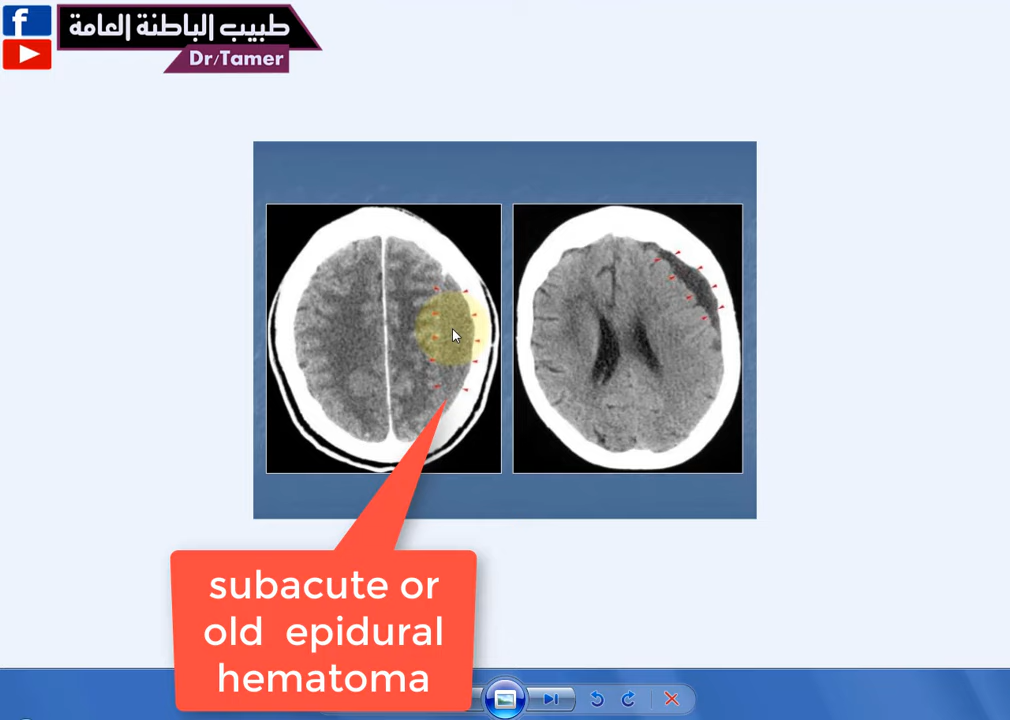 f
طبيب الباطنة العامة
Dr/Tamer
subacute or
old epidural
hematoma